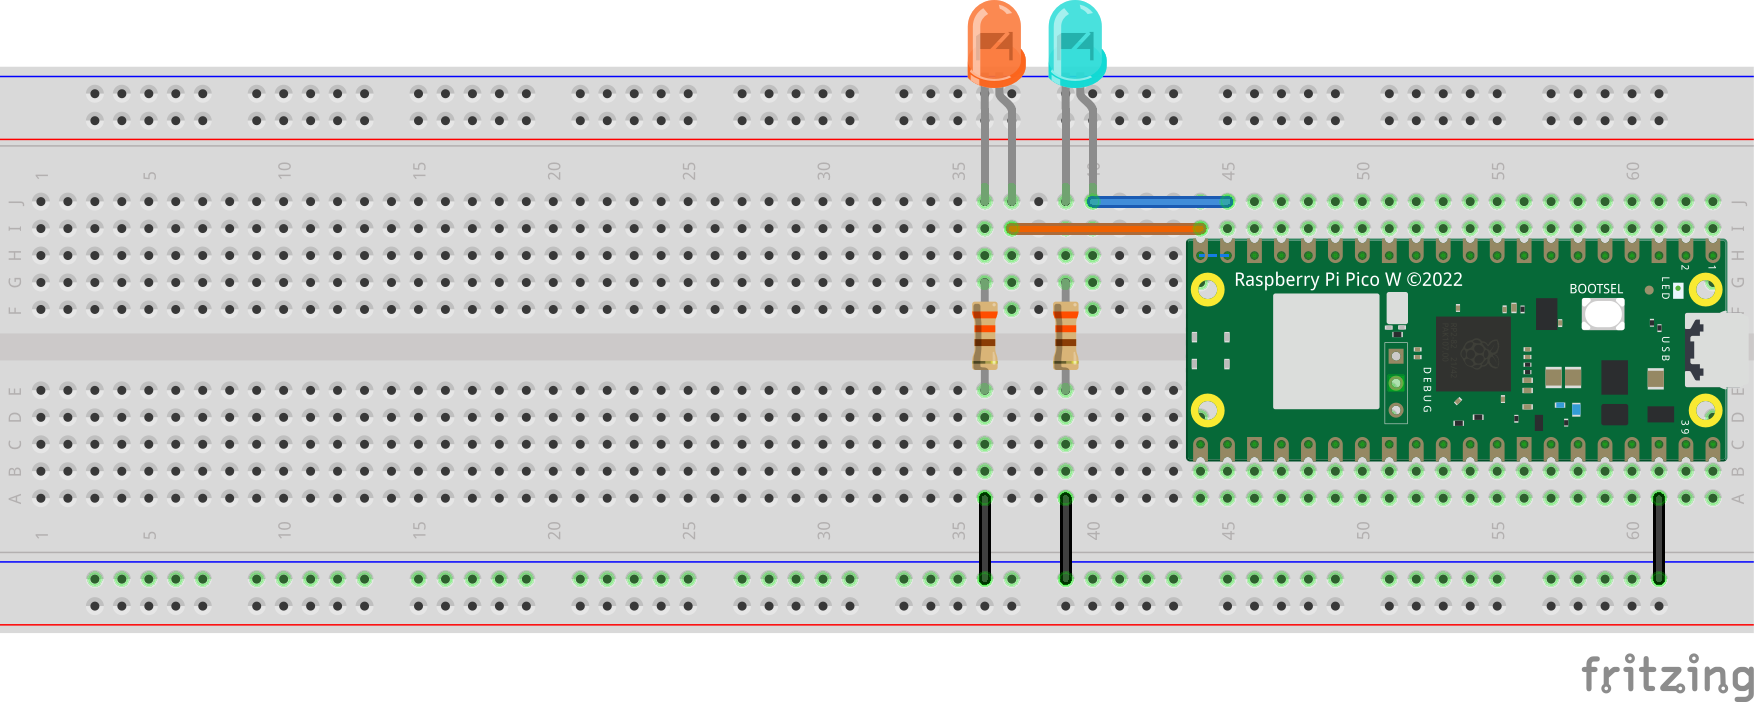 1 5 10 15 20 25 30 35 40 45 50 55 60
J J
I I
H H
G G
F F
Raspberry Pi Pico W ©2022
BOOTSEL
LED
2
1
USB
DEBUG
39
E E
D D
C C
B B
A A
1 5 10 15 20 25 30 35 40 45 50 55 60
fritzing